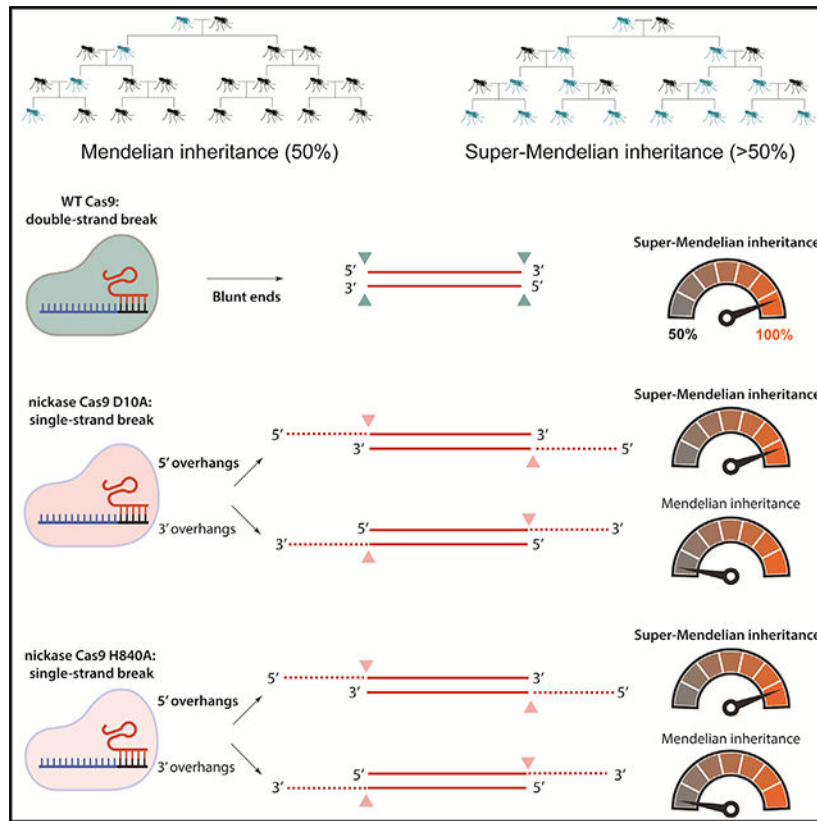 Mendelian inheritance (50%)
Super-Mendelian inheritance (>50%)
WT Cas9:
double-strand break
Blunt ends
5′ 3′
3′ 5′
Super-Mendelian inheritance
50% 100%
nickase Cas9 D10A:
single-strand break
5′ overhangs
3′ overhangs
5′ 3′
3′ 5′
5′ 3′
3′ 5′
Super-Mendelian inheritance
Mendelian inheritance
nickase Cas9 H840A:
single-strand break
5′ overhangs
3′ overhangs
5′ 3′
3′ 5′
5′ 3′
3′ 5′
Super-Mendelian inheritance
Mendelian inheritance